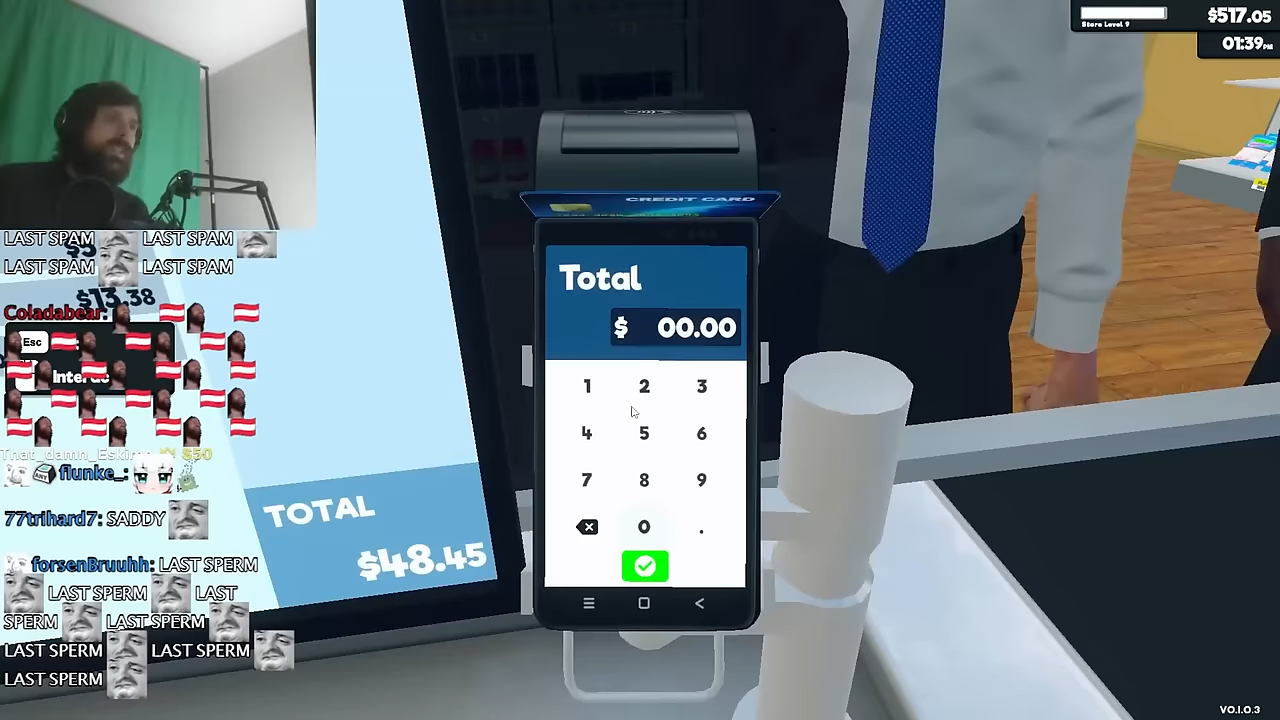 $517.05
Store Level 9
01:39PM
CREDIT CARD
LAST SPAM LAST SPAM
LAST SPAM LAST SPAM
$13.38
Coladabear:
Esc
That_damn_Eskim $50
flunke_:
77trihard7: SADDY
forsenBruuhh: LAST SPERM
LAST SPERM LAST
SPERM LAST SPERM
LAST SPERM LAST SPERM
LAST SPERM
TOTAL
$48.45
Total
$ 00.00
1 2 3
4 5 6
7 8 9
0 .
V0.1.0.3